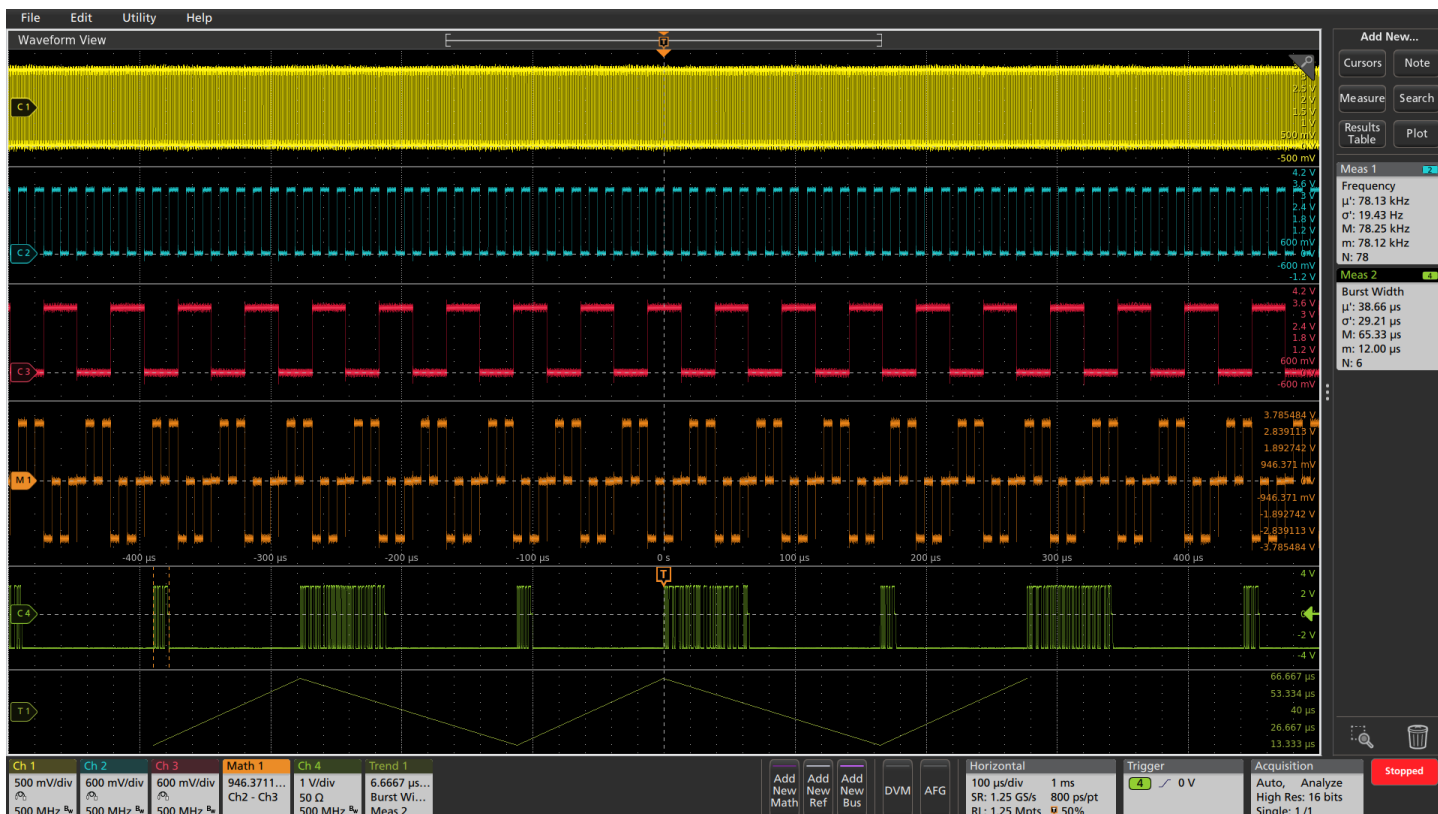 File Edit Utility Help
Waveform View
T
Add New...
Cursors Note
Measure Search
Results Table Plot
C1
2.5 V
2 V
1.5 V
1 V
500 mV
0 V
-500 mV
C2
4.2 V
3.6 V
3 V
2.4 V
1.8 V
1.2 V
600 mV
0 V
-600 mV
-1.2 V
C3
4.2 V
3.6 V
3 V
2.4 V
1.8 V
1.2 V
600 mV
0 V
-600 mV
M1
3.785484 V
2.839113 V
1.892742 V
946.371 mV
0 V
-946.371 mV
-1.892742 V
-2.839113 V
-3.785484 V
-400 µs -300 µs -200 µs -100 µs 0 s 100 µs 200 µs 300 µs 400 µs
T
C4
4 V
2 V
-2 V
-4 V
T1
66.667 µs
53.334 µs
40 µs
26.667 µs
13.333 µs
Meas 1 2
Frequency
µ': 78.13 kHz
σ': 19.43 Hz
M: 78.25 kHz
m: 78.12 kHz
N: 78
Meas 2 4
Burst Width
µ': 38.66 µs
σ': 29.21 µs
M: 65.33 µs
m: 12.00 µs
N: 6
Ch 1
500 mV/div
500 MHz Bw
Ch 2
600 mV/div
500 MHz Bw
Ch 3
600 mV/div
500 MHz Bw
Math 1
946.3711...
Ch2 - Ch3
Ch 4
1 V/div
50 Ω
500 MHz Bw
Trend 1
6.6667 µs...
Burst Wi...
Meas 2
Add New Math
Add New Ref
Add New Bus
DVM
AFG
Horizontal
100 µs/div 1 ms
SR: 1.25 GS/s 800 ps/pt
RL: 1.25 Mpts T 50%
Trigger
4 0 V
Acquisition
Auto, Analyze
High Res: 16 bits
Single: 1/1
Stopped